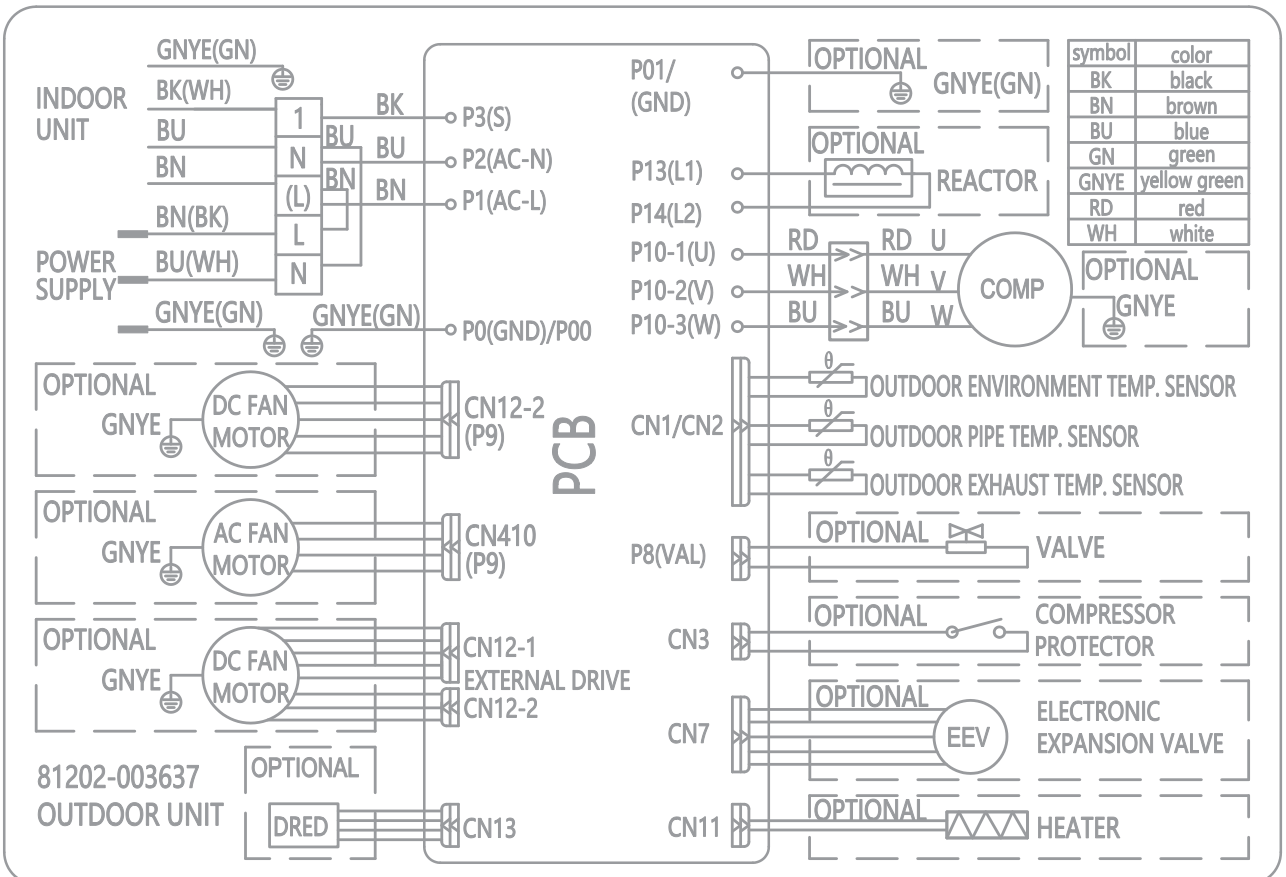 GNYE(GN)
INDOOR
UNIT
BK(WH)
BU
BN
1
N
(L)
L
N
BK
BU
BU
BN
BN
P3(S)
P2(AC-N)
P1(AC-L)
POWER
SUPPLY
BN(BK)
BU(WH)
GNYE(GN)
GNYE(GN)
P0(GND)/P00
OPTIONAL
GNYE
DC FAN
MOTOR
CN12-2
(P9)
OPTIONAL
GNYE
AC FAN
MOTOR
CN410
(P9)
OPTIONAL
GNYE
DC FAN
MOTOR
CN12-1
EXTERNAL DRIVE
CN12-2
81202-003637
OUTDOOR UNIT
OPTIONAL
DRED
CN13
PCB
P01/
(GND)
OPTIONAL
GNYE(GN)
P13(L1)
P14(L2)
OPTIONAL
REACTOR
P10-1(U)
P10-2(V)
P10-3(W)
RD
WH
BU
RD U
WH V
BU W
COMP
OPTIONAL
GNYE
symbol color
BK black
BN brown
BU blue
GN green
GNYE yellow green
RD red
WH white
CN1/CN2
θ
OUTDOOR ENVIRONMENT TEMP. SENSOR
θ
OUTDOOR PIPE TEMP. SENSOR
θ
OUTDOOR EXHAUST TEMP. SENSOR
P8(VAL)
OPTIONAL
VALVE
CN3
OPTIONAL
COMPRESSOR
PROTECTOR
CN7
OPTIONAL
EEV
ELECTRONIC
EXPANSION VALVE
CN11
OPTIONAL
HEATER